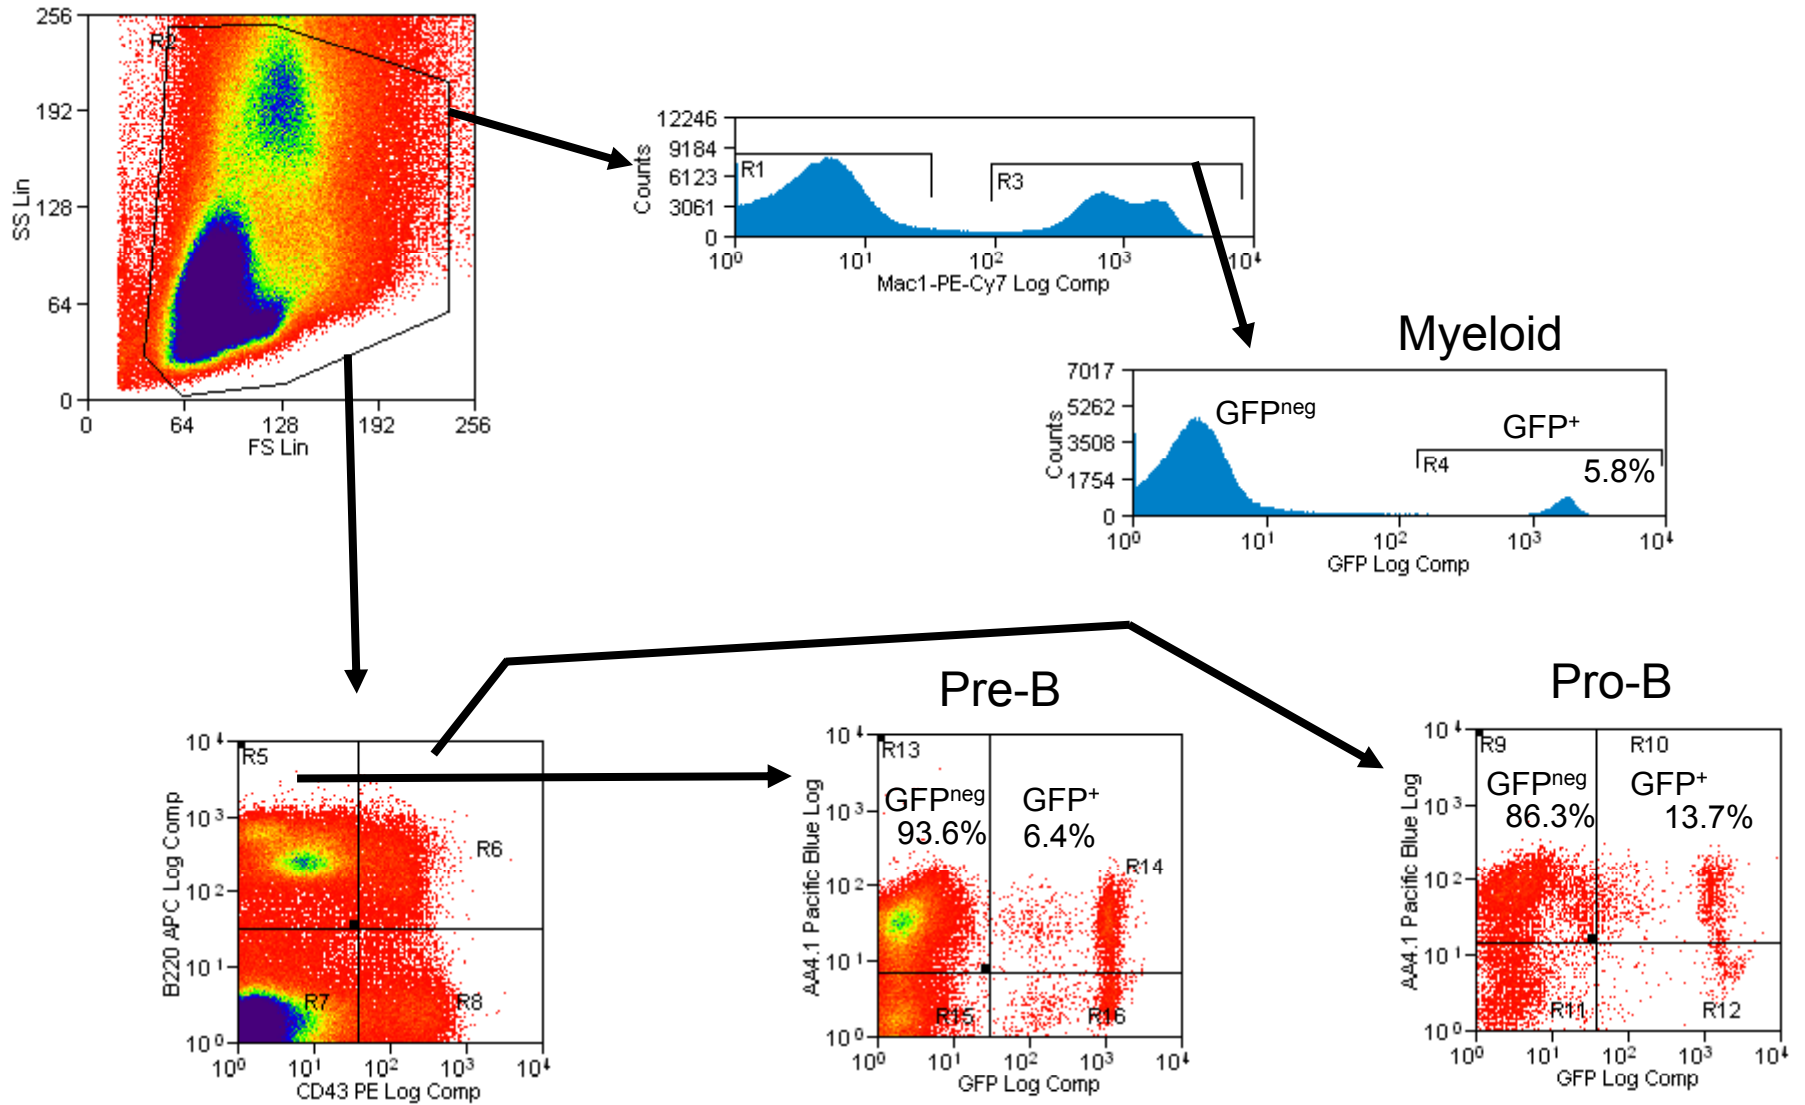 256
192
128
64
0
SS Lin
R2
0 64 128 192 256
FS Lin
12246
9184
6123
3061
0
Counts
R1
R3
10⁰ 10¹ 10² 10³ 10⁴
Mac1-PE-Cy7 Log Comp
Myeloid
7017
5262
3508
1754
0
Counts
GFPneg
GFP+
R4 5.8%
10⁰ 10¹ 10² 10³ 10⁴
GFP Log Comp
10⁴
10³
10²
10¹
10⁰
B220 APC Log Comp
R5
R6
R7
R8
10⁰ 10¹ 10² 10³ 10⁴
CD43 PE Log Comp
Pre-B
10⁴
10³
10²
10¹
10⁰
AA4.1 Pacific Blue Log
R13
GFPneg GFP+
93.6% 6.4%
R14
R15
R16
10⁰ 10¹ 10² 10³ 10⁴
GFP Log Comp
Pro-B
10⁴
10³
10²
10¹
10⁰
AA4.1 Pacific Blue Log
R9
R10
GFPneg GFP+
86.3% 13.7%
R11
R12
10⁰ 10¹ 10² 10³ 10⁴
GFP Log Comp